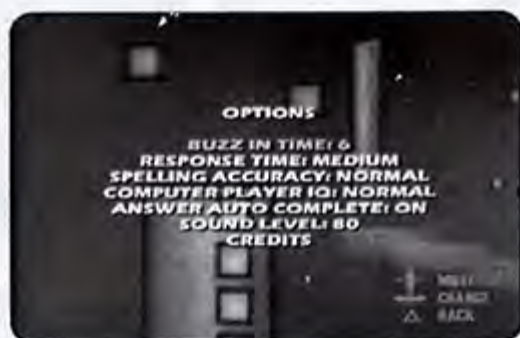 OPTIONS
BUZZ IN TIME: 6
RESPONSE TIME: MEDIUM
SPELLING ACCURACY: NORMAL
COMPUTER PLAYER IQ: NORMAL
ANSWER AUTO COMPLETE: ON
SOUND LEVEL: 80
CREDITS
CHANGE
BACK